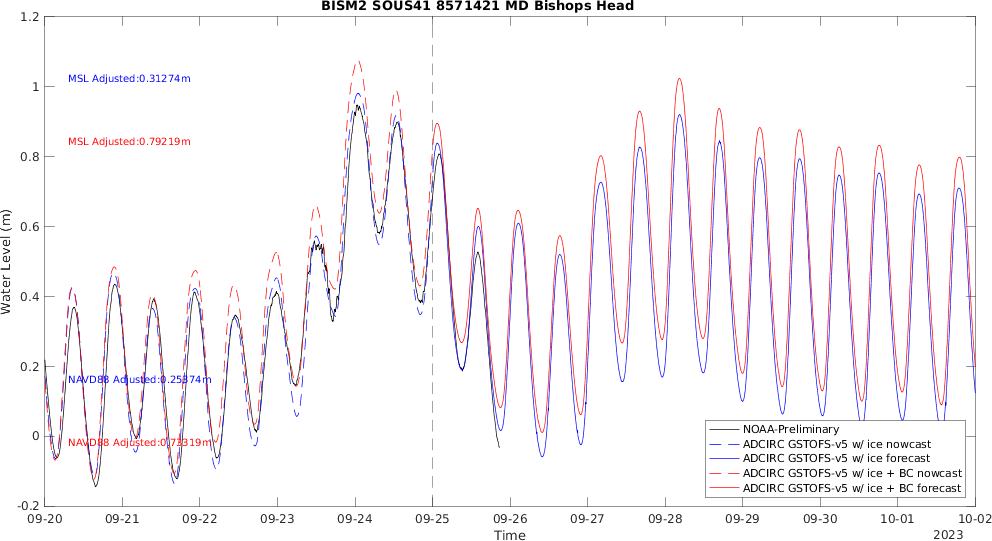 BISM2 SOUS41 8571421 MD Bishops Head
Water Level (m)
1.2
1
0.8
0.6
0.4
0.2
0
-0.2
MSL Adjusted:0.31274m
MSL Adjusted:0.79219m
NAVD88 Adjusted:0.25374m
NAVD88 Adjusted:0.73319m
NOAA-Preliminary
ADCIRC GSTOFS-v5 w/ ice nowcast
ADCIRC GSTOFS-v5 w/ ice forecast
ADCIRC GSTOFS-v5 w/ ice + BC nowcast
ADCIRC GSTOFS-v5 w/ ice + BC forecast
09-20 09-21 09-22 09-23 09-24 09-25 09-26 09-27 09-28 09-29 09-30 10-01 10-02
Time
2023